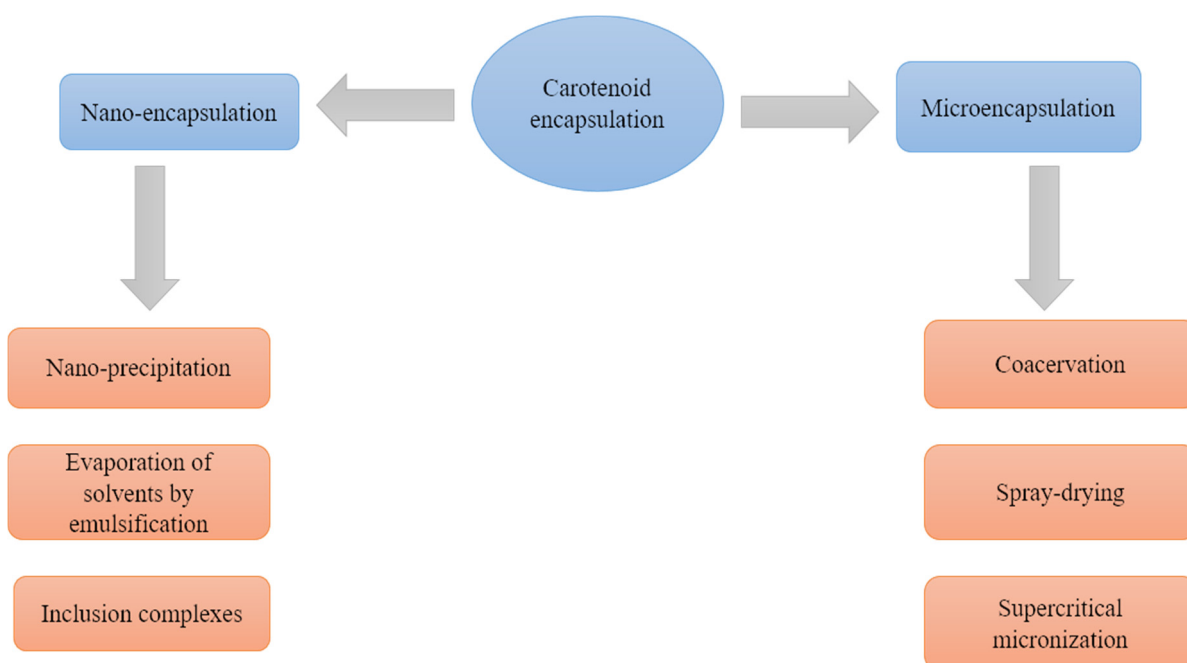 Carotenoid
encapsulation
Nano-encapsulation
Microencapsulation
Nano-precipitation
Evaporation of
solvents by
emulsification
Inclusion complexes
Coacervation
Spray-drying
Supercritical
micronization